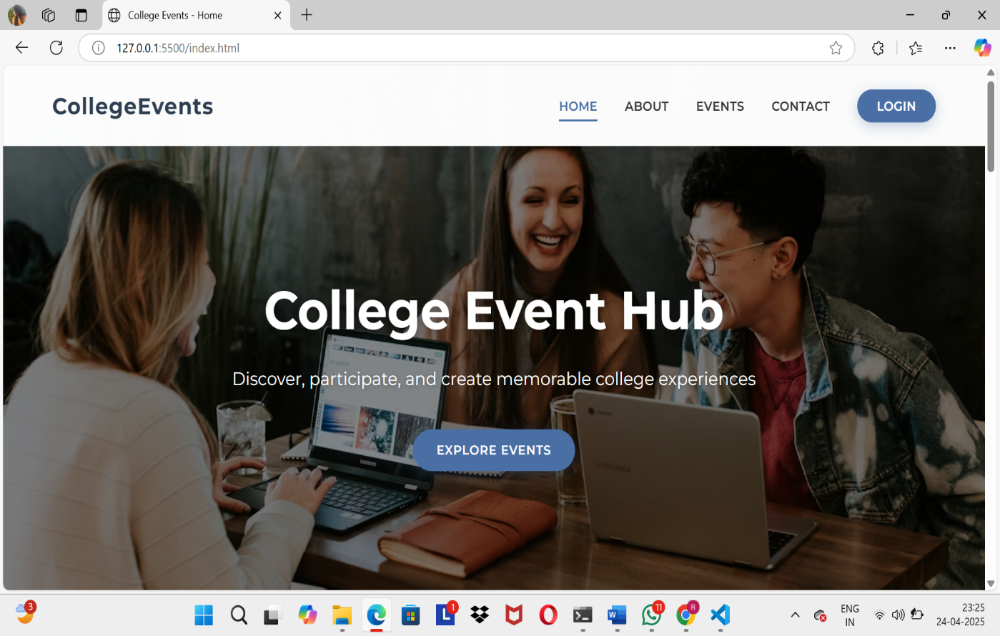 College Events - Home
127.0.0.1:5500/index.html
CollegeEvents
HOME ABOUT EVENTS CONTACT LOGIN
College Event Hub
Discover, participate, and create memorable college experiences
SAMSUNG
EXPLORE EVENTS
3
L 1
W
11
R
ENG
IN
23:25
24-04-2025